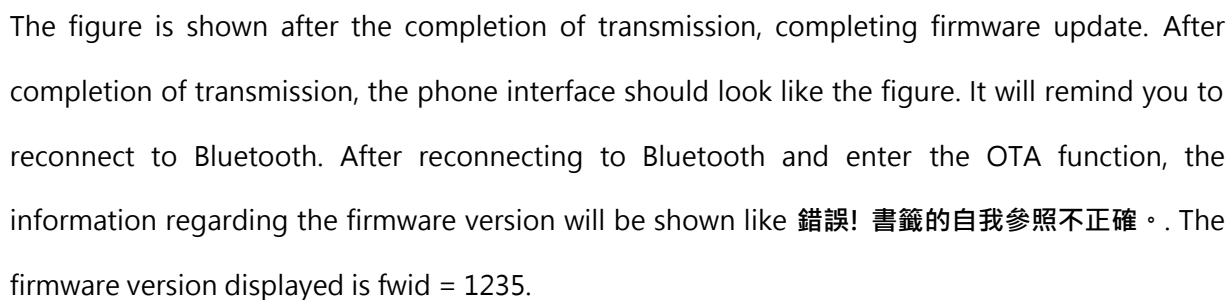 The figure is shown after the completion of transmission, completing firmware update. After
completion of transmission, the phone interface should look like the figure. It will remind you to
reconnect to Bluetooth. After reconnecting to Bluetooth and enter the OTA function, the
information regarding the firmware version will be shown like 錯誤! 書籤的自我參照不正確。. The
firmware version displayed is fwid = 1235.